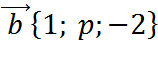 b⃗ {1; p; −2}